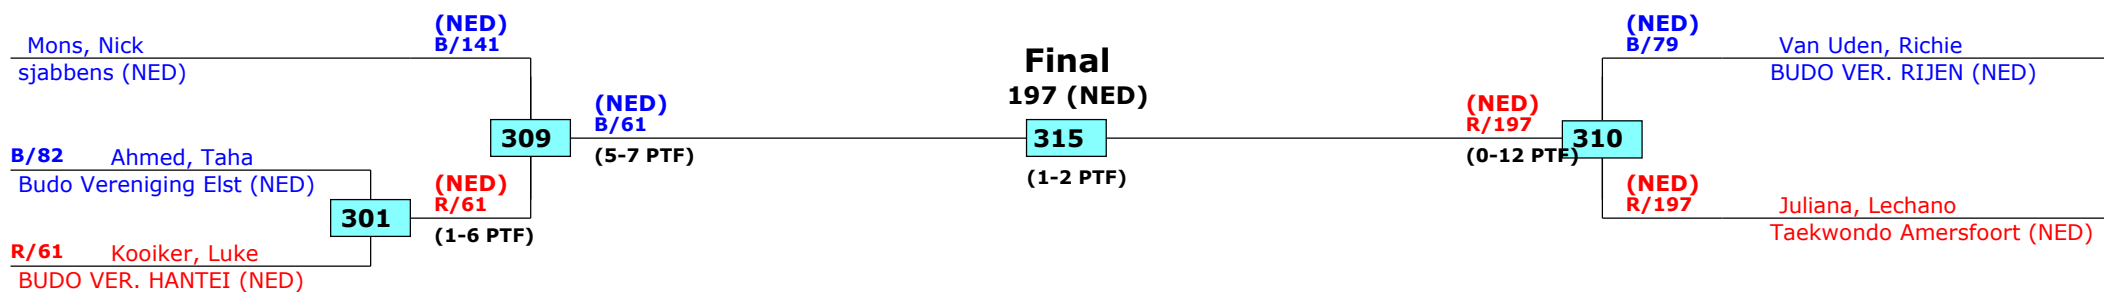 (NED)
B/141
Mons, Nick
sjabbens (NED)
B/82 Ahmed, Taha
Budo Vereniging Elst (NED)
301
R/61 Kooiker, Luke
BUDO VER. HANTEI (NED)
(NED)
R/61
(1-6 PTF)
309
(NED)
B/61
(5-7 PTF)
Final
197 (NED)
315
(1-2 PTF)
(NED)
R/197
(0-12 PTF)
310
(NED)
B/79
Van Uden, Richie
BUDO VER. RIJEN (NED)
(NED)
R/197
Juliana, Lechano
Taekwondo Amersfoort (NED)